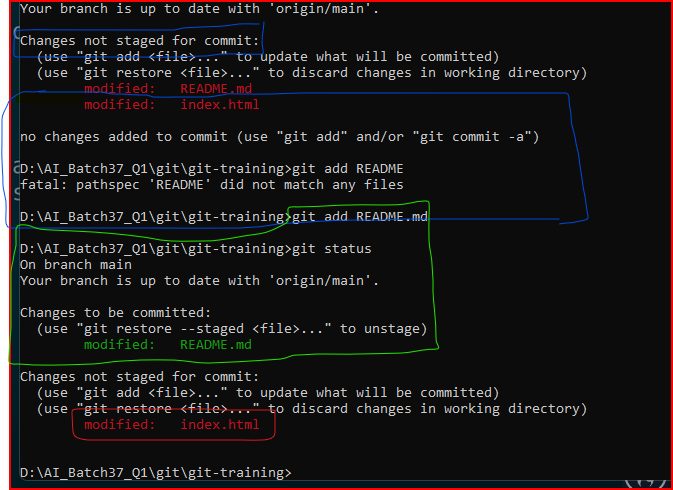 Your branch is up to date with 'origin/main'.
Changes not staged for commit:
(use "git add <file>..." to update what will be committed)
(use "git restore <file>..." to discard changes in working directory)
modified: README.md
modified: index.html
no changes added to commit (use "git add" and/or "git commit -a")
D:\AI_Batch37_Q1\git\git-training>git add README
fatal: pathspec 'README' did not match any files
D:\AI_Batch37_Q1\git\git-training>git add README.md
D:\AI_Batch37_Q1\git\git-training>git status
On branch main
Your branch is up to date with 'origin/main'.
Changes to be committed:
(use "git restore --staged <file>..." to unstage)
modified: README.md
Changes not staged for commit:
(use "git add <file>..." to update what will be committed)
(use "git restore <file>..." to discard changes in working directory)
modified: index.html
D:\AI_Batch37_Q1\git\git-training>